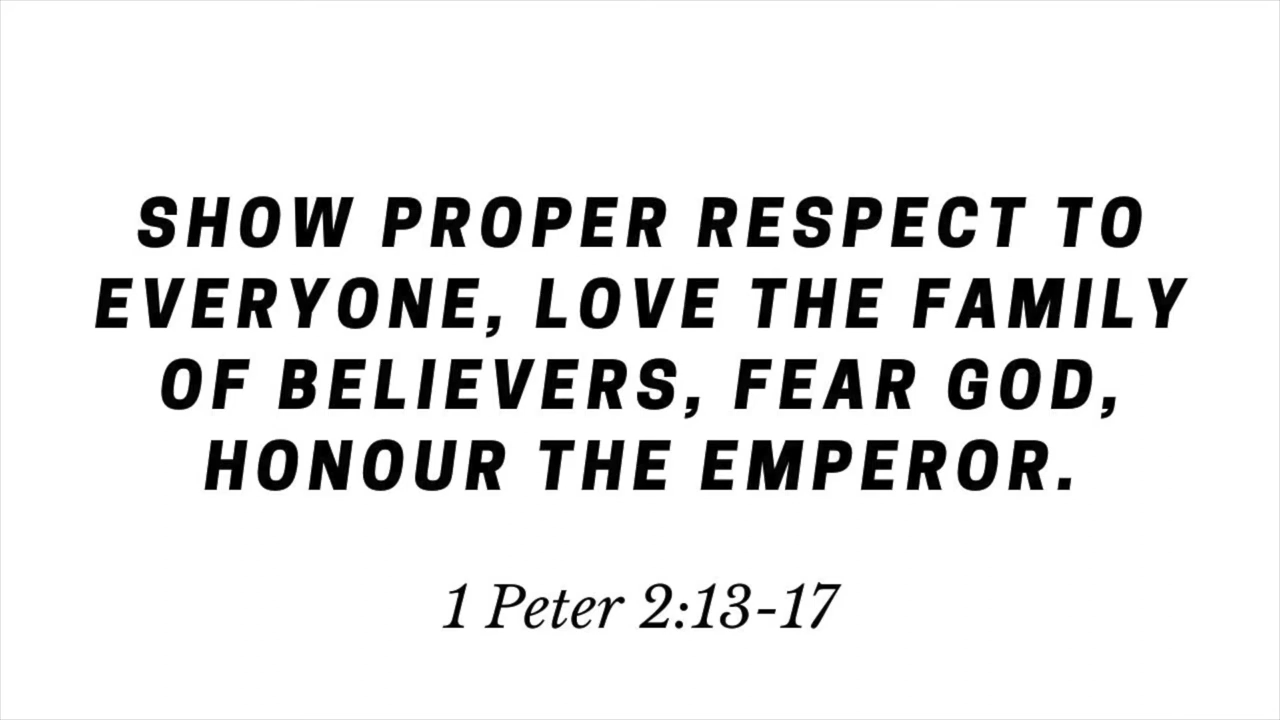 SHOW PROPER RESPECT TO
EVERYONE, LOVE THE FAMILY
OF BELIEVERS, FEAR GOD,
HONOUR THE EMPEROR.
1 Peter 2:13-17